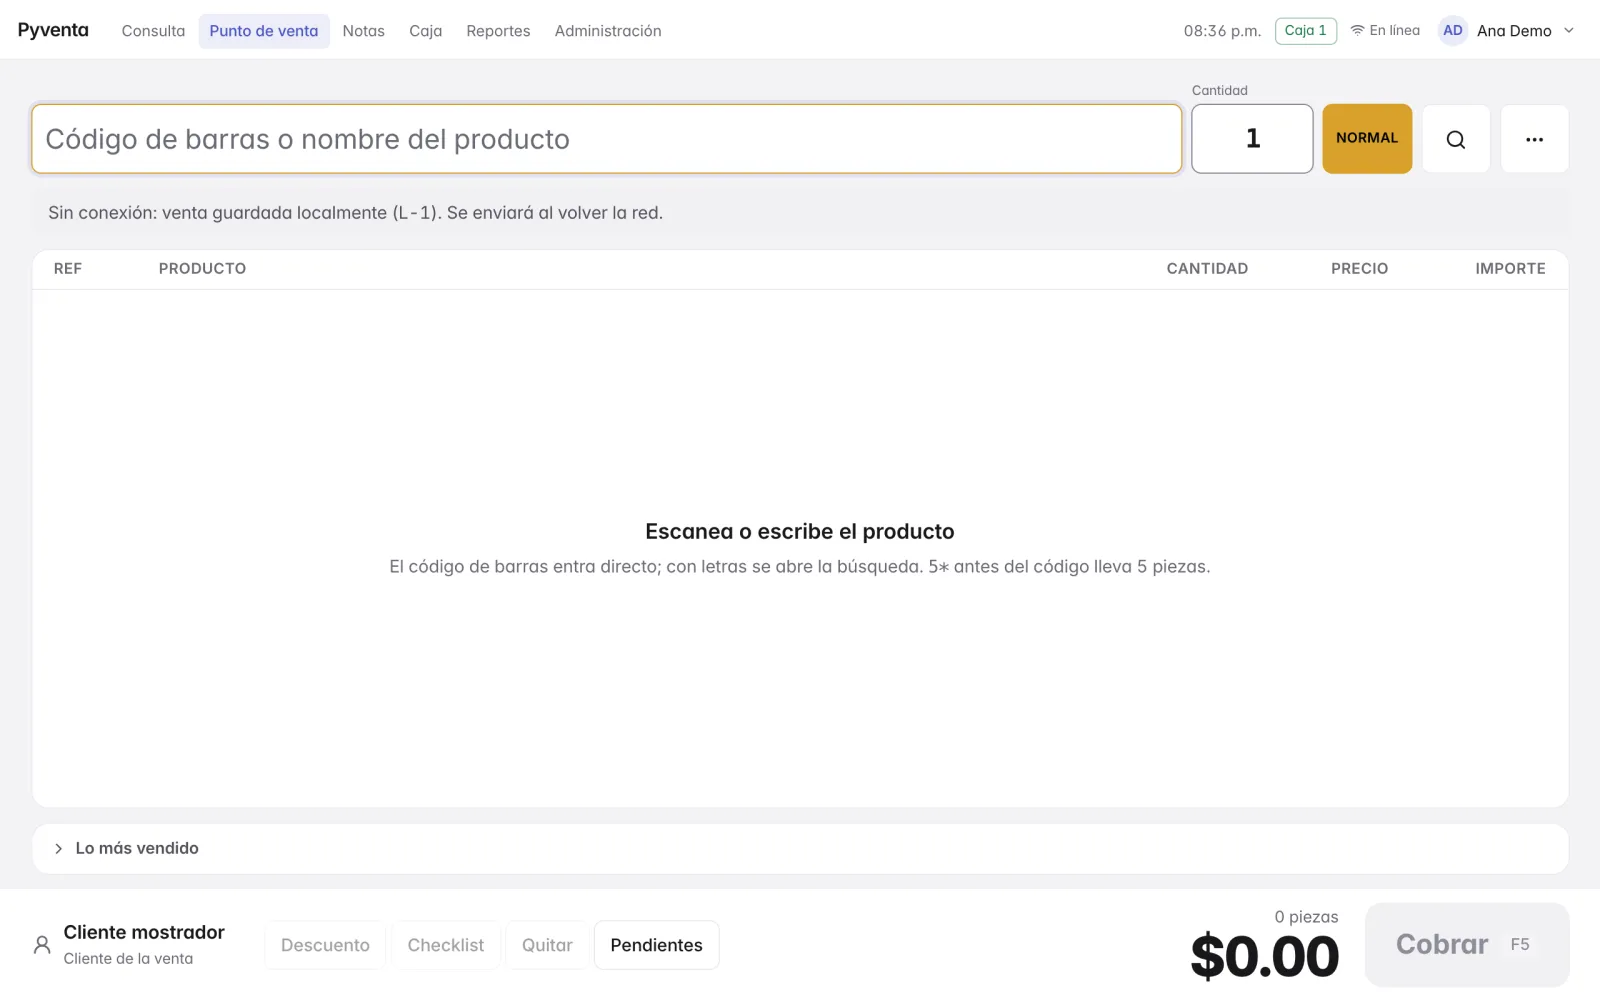 Pyventa Consulta Punto de venta Notas Caja Reportes Administración 08:36 p.m. Caja 1 En línea AD Ana Demo
Cantidad
Código de barras o nombre del producto 1 NORMAL
Sin conexión: venta guardada localmente (L-1). Se enviará al volver la red.
REF PRODUCTO CANTIDAD PRECIO IMPORTE
Escanea o escribe el producto
El código de barras entra directo; con letras se abre la búsqueda. 5* antes del código lleva 5 piezas.
Lo más vendido
Cliente mostrador
Cliente de la venta
Descuento Checklist Quitar Pendientes
0 piezas
$0.00
Cobrar F5